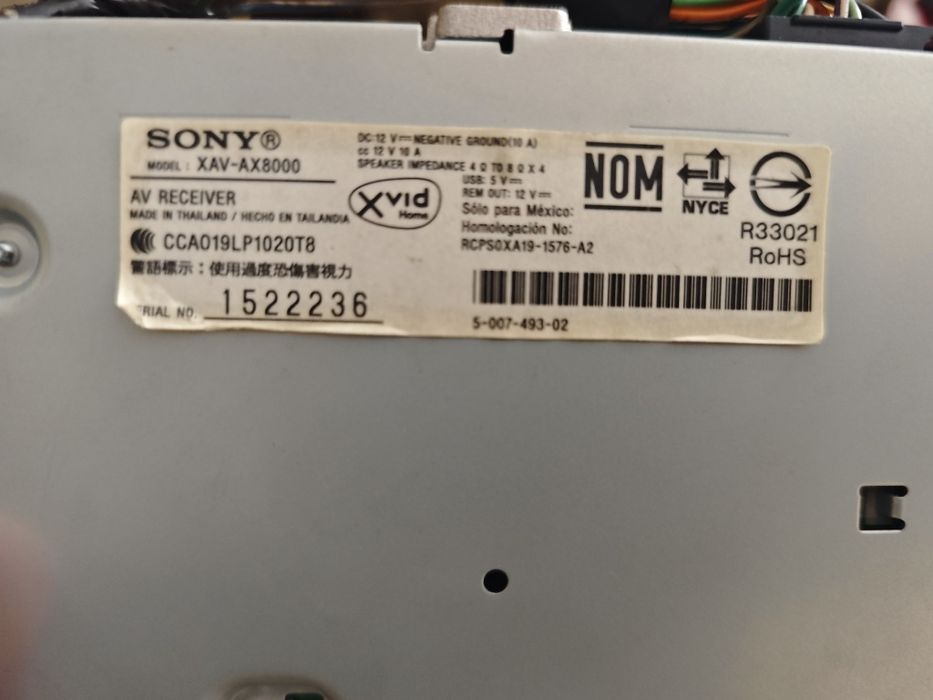 SONY®
MODEL : XAV-AX8000
AV RECEIVER
MADE IN THAILAND / HECHO EN TAILANDIA
CCAO19LP1020T8
警語標示：使用過度恐傷害視力
ERIAL NO. 1522236
DC:12 V⎓ NEGATIVE GROUND(10 A)
cc 12 V 10 A
SPEAKER IMPEDANCE 4 Ω TO 8 Ω X 4
USB: 5 V⎓
REM OUT: 12 V⎓
Xvid
Home
Sólo para México:
Homologación No:
RCPSOXA19-1576-A2
5-007-493-02
NOM
NYCE
R33021
RoHS